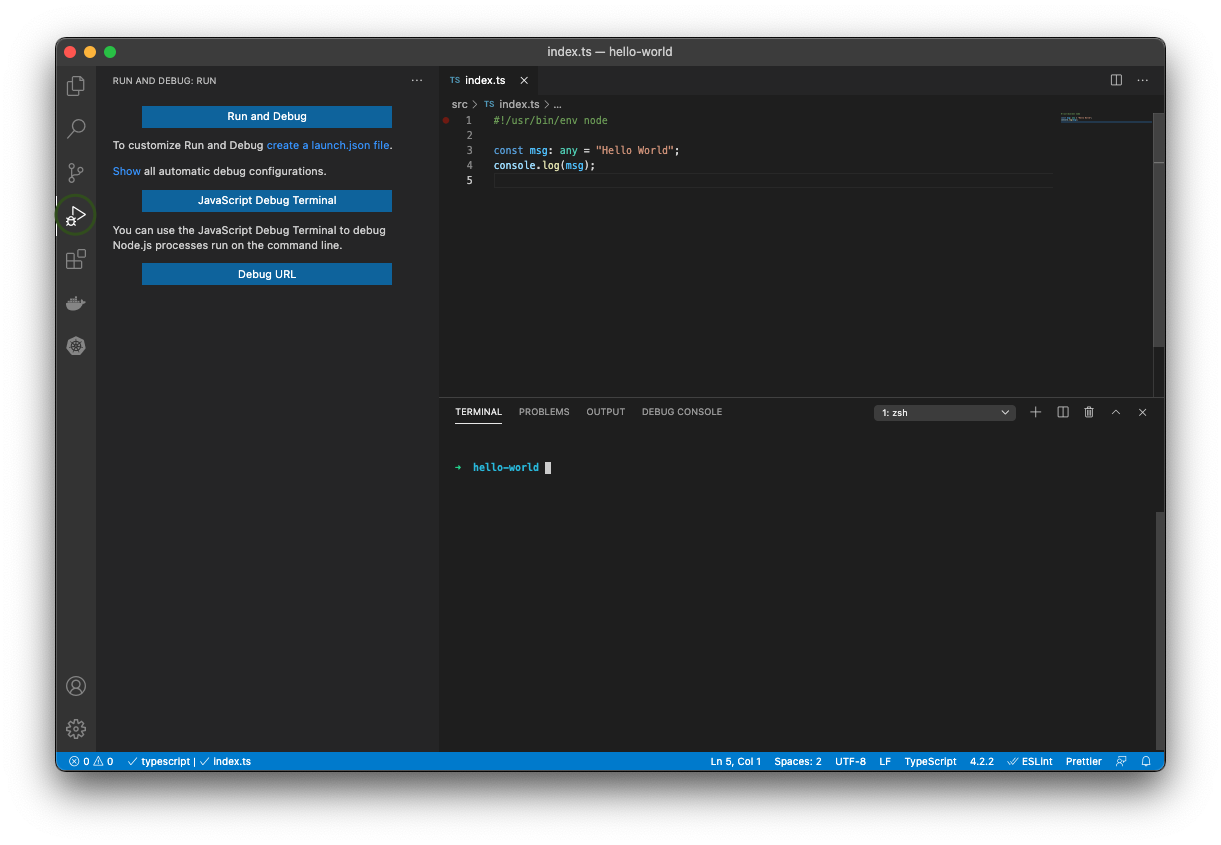 index.ts — hello-world
RUN AND DEBUG: RUN
Run and Debug
To customize Run and Debug create a launch.json file.
Show all automatic debug configurations.
JavaScript Debug Terminal
You can use the JavaScript Debug Terminal to debug
Node.js processes run on the command line.
Debug URL
TS index.ts
src > TS index.ts > ...
1 #!/usr/bin/env node
2
3 const msg: any = "Hello World";
4 console.log(msg);
5
TERMINAL PROBLEMS OUTPUT DEBUG CONSOLE 1: zsh
→ hello-world
0 0 typescript | index.ts Ln 5, Col 1 Spaces: 2 UTF-8 LF TypeScript 4.2.2 ESLint Prettier